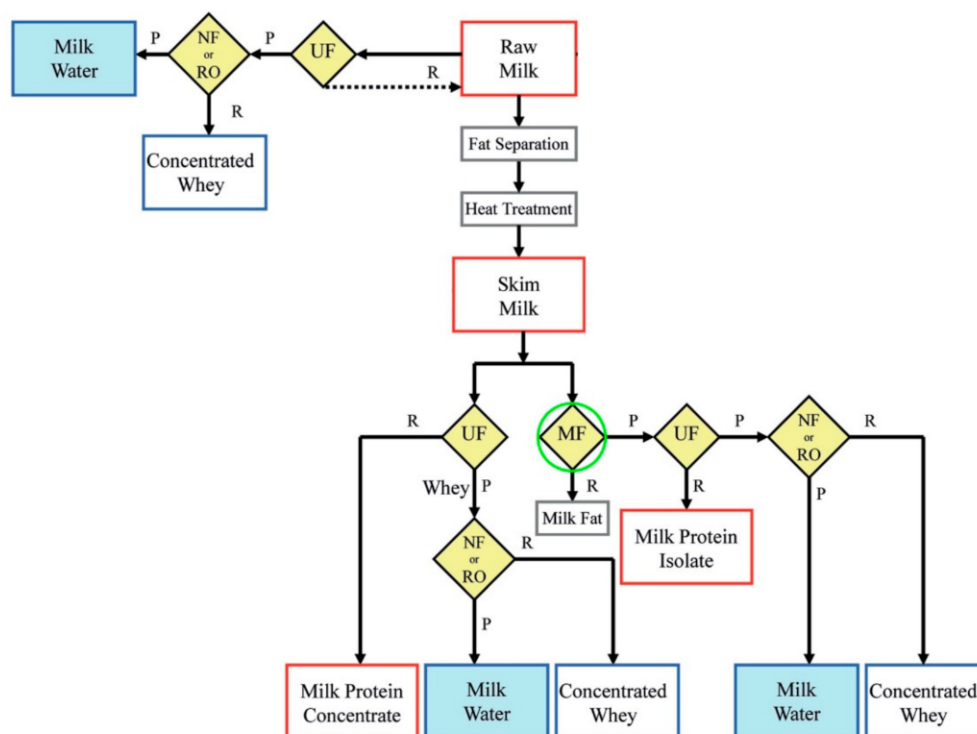 Milk
Water
P
NF
or
RO
P
UF
R
Raw
Milk
R
Concentrated
Whey
Fat Separation
Heat Treatment
Skim
Milk
R
UF
MF
P
UF
P
NF
or
RO
R
Whey
P
R
Milk Fat
R
P
Milk Protein
Isolate
NF
or
RO
R
P
Milk Protein
Concentrate
Milk
Water
Concentrated
Whey
Milk
Water
Concentrated
Whey